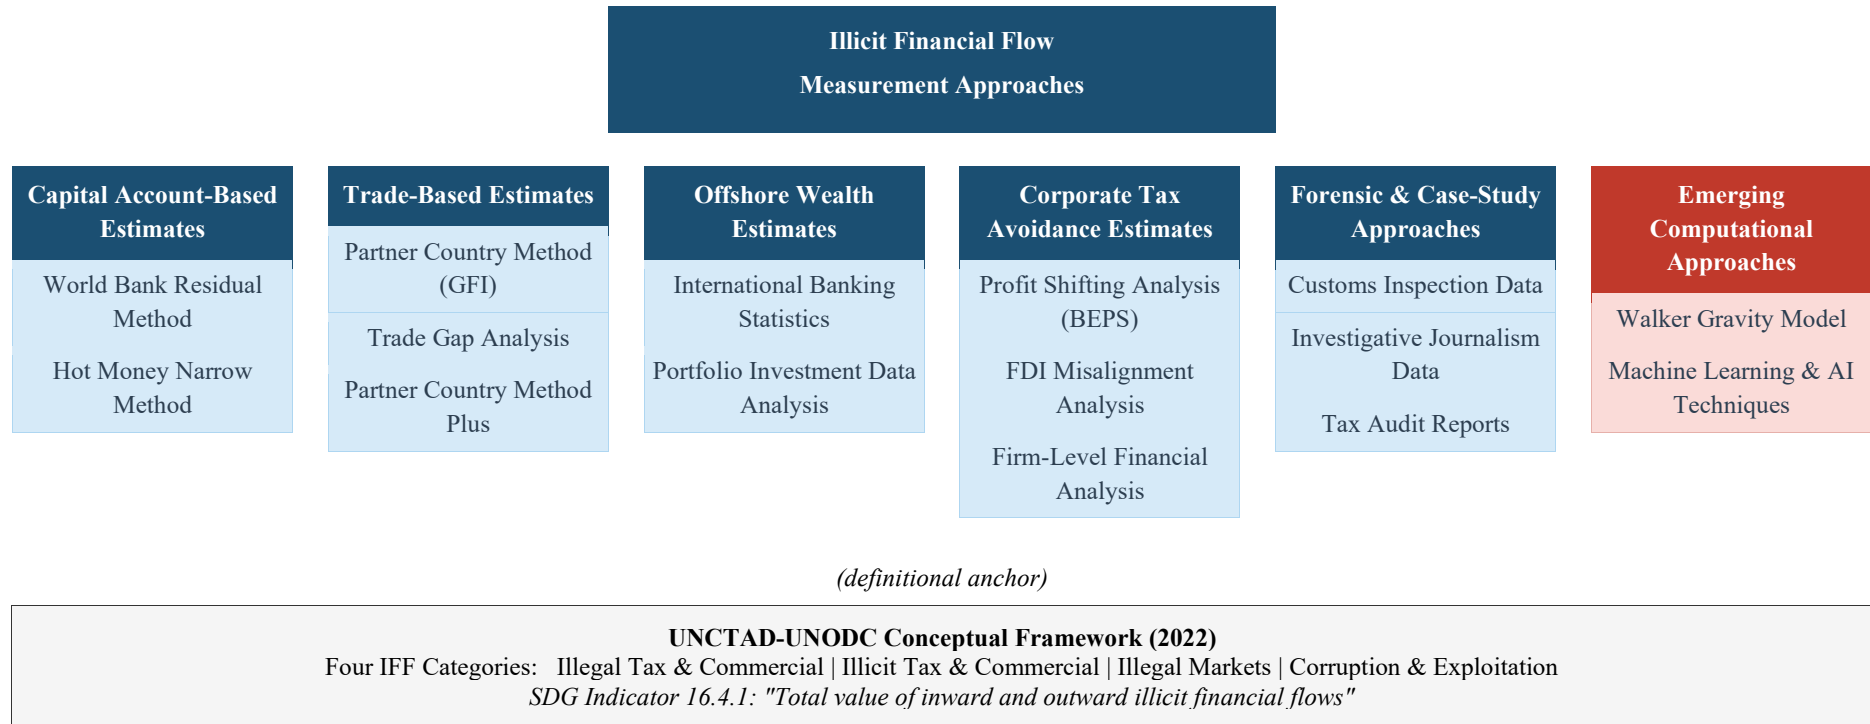 Illicit Financial Flow
Measurement Approaches
Capital Account-Based
Estimates
World Bank Residual
Method
Hot Money Narrow
Method
Trade-Based Estimates
Partner Country Method
(GFI)
Trade Gap Analysis
Partner Country Method
Plus
Offshore Wealth
Estimates
International Banking
Statistics
Portfolio Investment Data
Analysis
Corporate Tax
Avoidance Estimates
Profit Shifting Analysis
(BEPS)
FDI Misalignment
Analysis
Firm-Level Financial
Analysis
Forensic & Case-Study
Approaches
Customs Inspection Data
Investigative Journalism
Data
Tax Audit Reports
Emerging
Computational
Approaches
Walker Gravity Model
Machine Learning & AI
Techniques
(definitional anchor)
UNCTAD-UNODC Conceptual Framework (2022)
Four IFF Categories: Illegal Tax & Commercial | Illicit Tax & Commercial | Illegal Markets | Corruption & Exploitation
SDG Indicator 16.4.1: "Total value of inward and outward illicit financial flows"